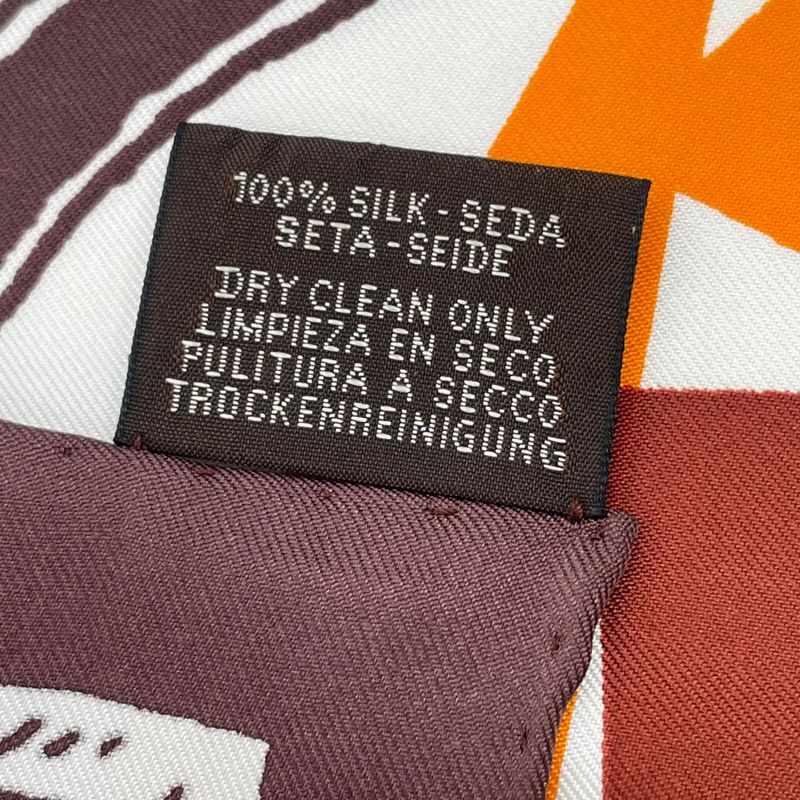 100% SILK - SEDA
SETA - SEIDE
DRY CLEAN ONLY
LIMPIEZA EN SECO
PULITURA A SECCO
TROCKENREINIGUNG